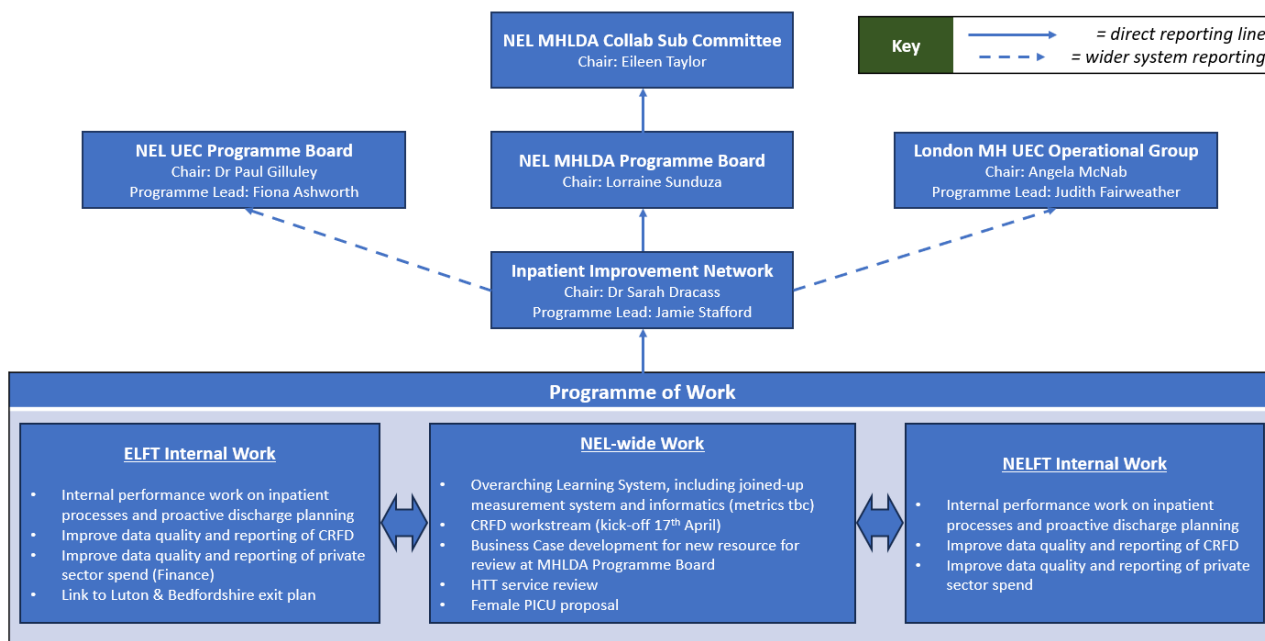 NEL MHLDA Collab Sub Committee
Chair: Eileen Taylor
Key
= direct reporting line
= wider system reporting
NEL UEC Programme Board
Chair: Dr Paul Gilluley
Programme Lead: Fiona Ashworth
NEL MHLDA Programme Board
Chair: Lorraine Sunduza
London MH UEC Operational Group
Chair: Angela McNab
Programme Lead: Judith Fairweather
Inpatient Improvement Network
Chair: Dr Sarah Dracass
Programme Lead: Jamie Stafford
Programme of Work
ELFT Internal Work
• Internal performance work on inpatient
processes and proactive discharge planning
• Improve data quality and reporting of CRFD
• Improve data quality and reporting of private
sector spend (Finance)
• Link to Luton & Bedfordshire exit plan
NEL-wide Work
• Overarching Learning System, including joined-up
measurement system and informatics (metrics tbc)
• CRFD workstream (kick-off 17th April)
• Business Case development for new resource for
review at MHLDA Programme Board
• HTT service review
• Female PICU proposal
NELFT Internal Work
• Internal performance work on inpatient
processes and proactive discharge planning
• Improve data quality and reporting of CRFD
• Improve data quality and reporting of private
sector spend